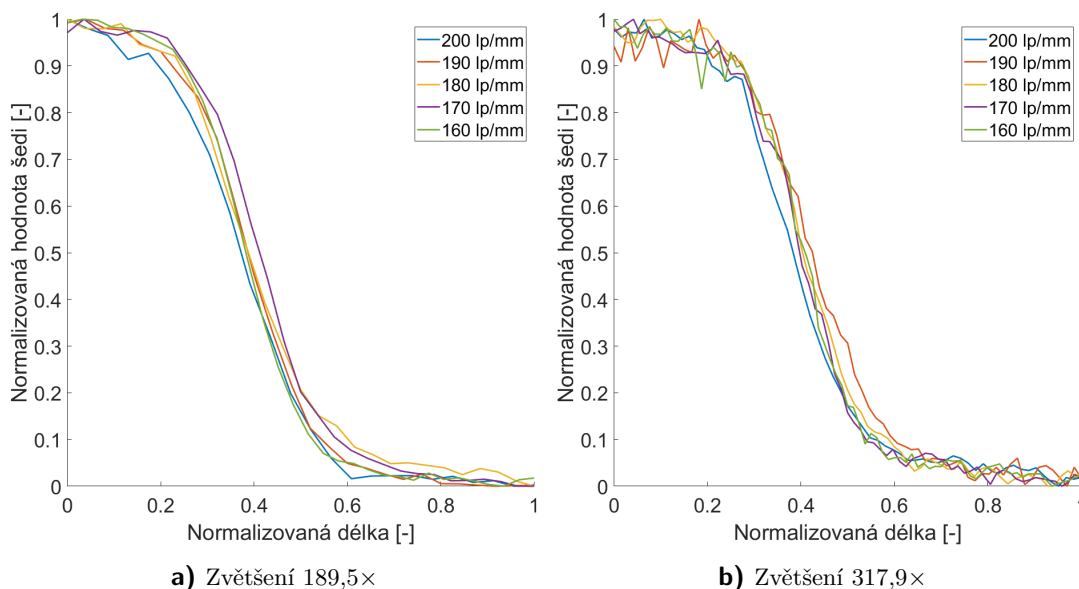 Normalizovaná hodnota šedi [-]
1
0.9
0.8
0.7
0.6
0.5
0.4
0.3
0.2
0.1
0
0 0.2 0.4 0.6 0.8 1
Normalizovaná délka [-]
200 lp/mm
190 lp/mm
180 lp/mm
170 lp/mm
160 lp/mm
a) Zvětšení 189,5×
Normalizovaná hodnota šedi [-]
1
0.9
0.8
0.7
0.6
0.5
0.4
0.3
0.2
0.1
0
0 0.2 0.4 0.6 0.8
Normalizovaná délka [-]
200 lp/mm
190 lp/mm
180 lp/mm
170 lp/mm
160 lp/mm
b) Zvětšení 317,9×